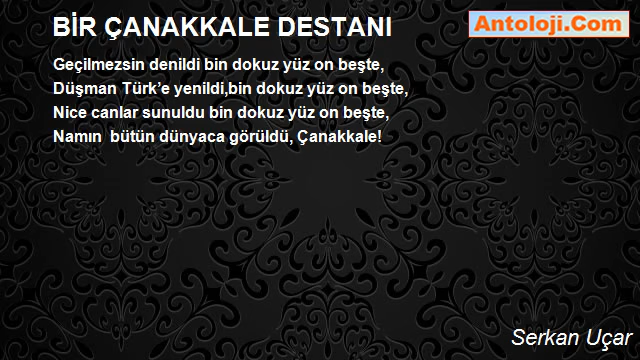 BİR ÇANAKKALE DESTANI
Antoloji.Com
Geçilmezsin denildi bin dokuz yüz on beşte,
Düşman Türk’e yenildi,bin dokuz yüz on beşte,
Nice canlar sunuldu bin dokuz yüz on beşte,
Namın  bütün dünyaca görüldü, Çanakkale!
Serkan Uçar